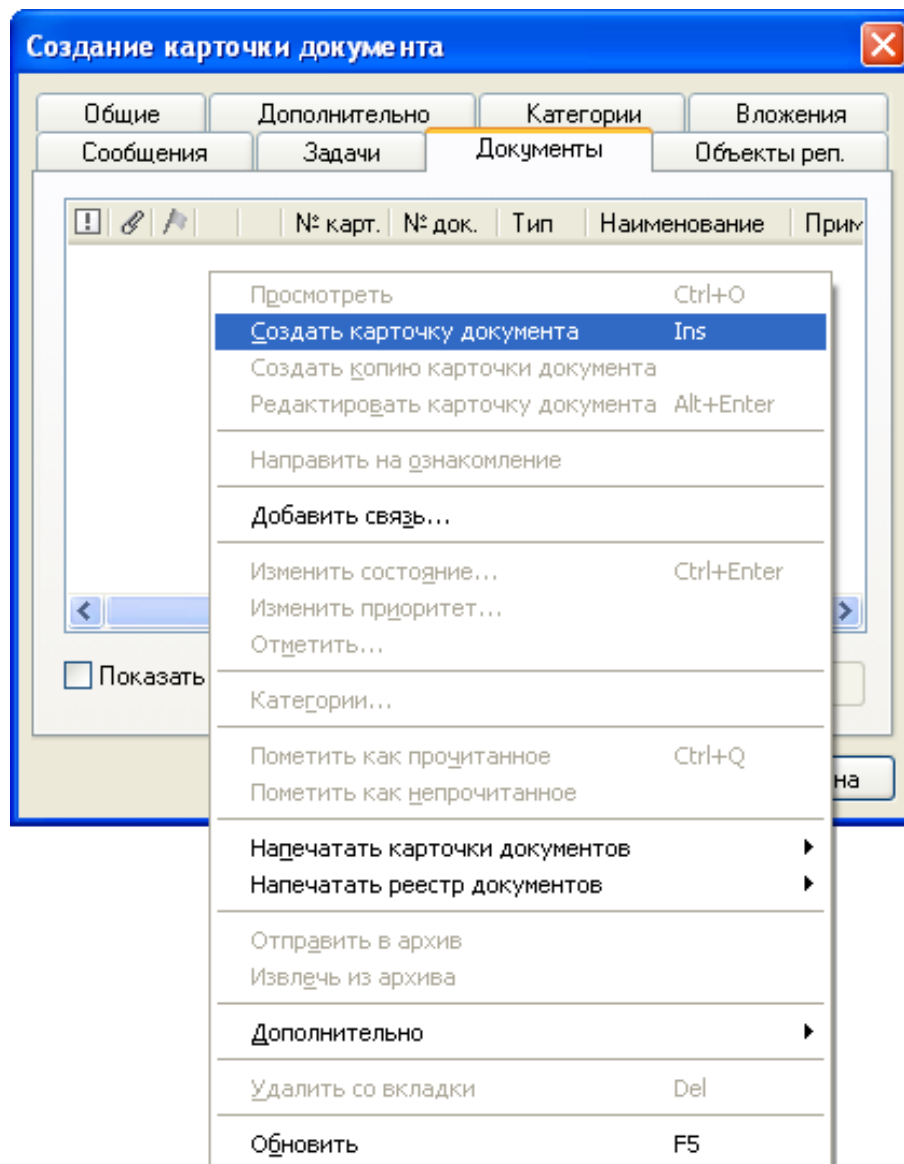 Создание карточки документа
Общие Дополнительно Категории Вложения
Сообщения Задачи Документы Объекты реп.
№ карт. № док. Тип Наименование Прим
Просмотреть Ctrl+O
Создать карточку документа Ins
Создать копию карточки документа
Редактировать карточку документа Alt+Enter
Направить на ознакомление
Добавить связь...
Изменить состояние... Ctrl+Enter
Изменить приоритет...
Отметить...
Показать
Категории...
Пометить как прочитанное Ctrl+Q
на
Пометить как непрочитанное
Напечатать карточки документов
Напечатать реестр документов
Отправить в архив
Извлечь из архива
Дополнительно
Удалить со вкладки Del
Обновить F5